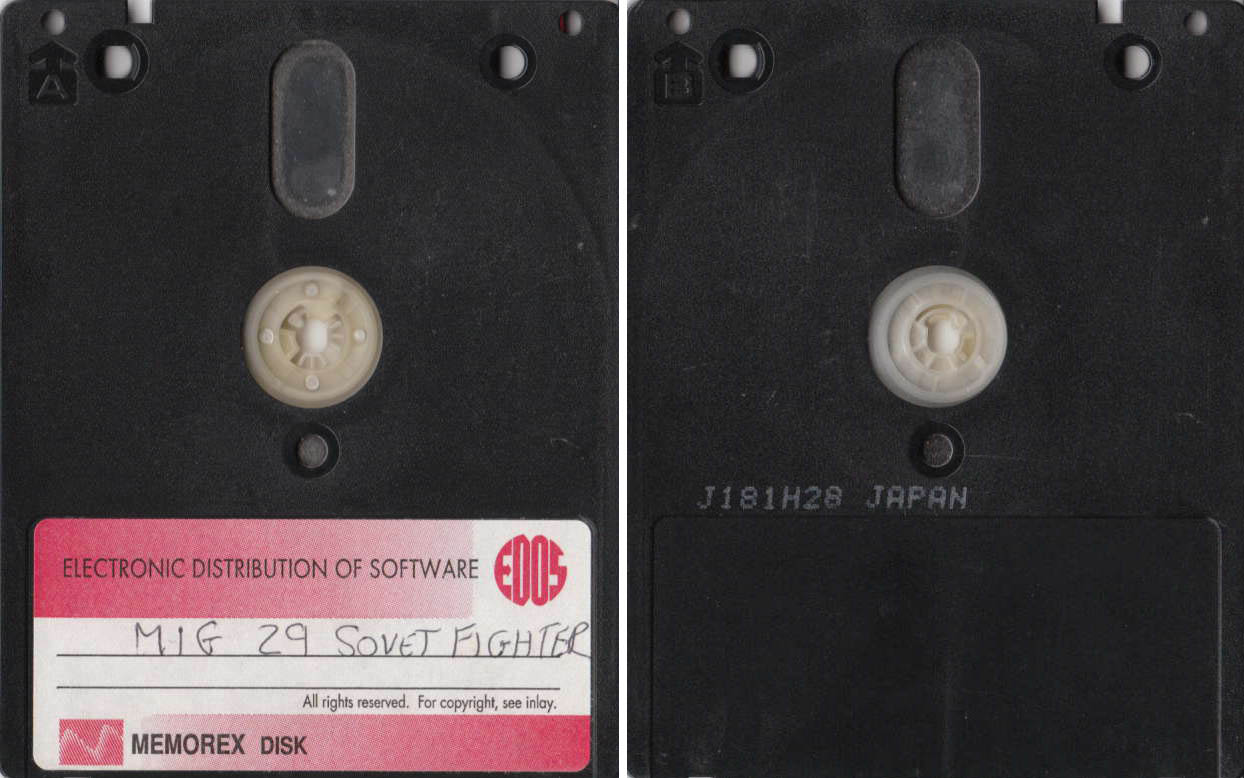 A
B
J181H28 JAPAN
ELECTRONIC DISTRIBUTION OF SOFTWARE
EDOS
MIG 29 SOVET FIGHTER
All rights reserved. For copyright, see inlay.
MEMOREX DISK